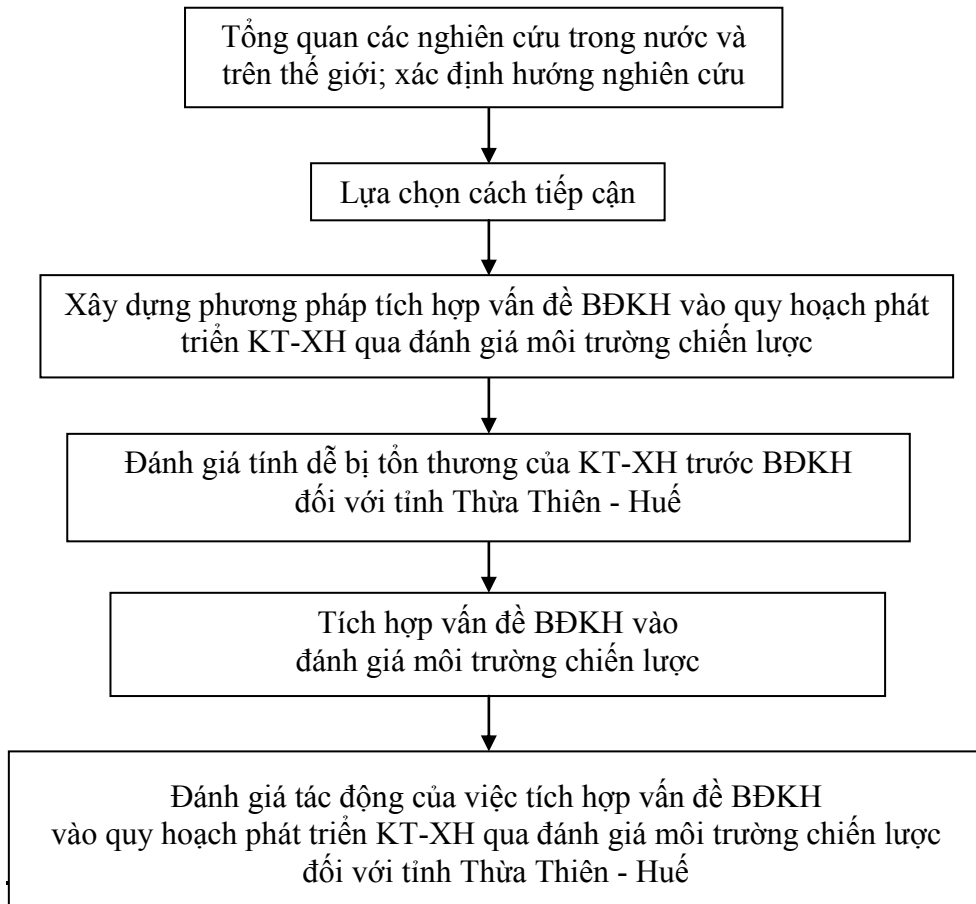 Tổng quan các nghiên cứu trong nước và
trên thế giới; xác định hướng nghiên cứu
Lựa chọn cách tiếp cận
Xây dựng phương pháp tích hợp vấn đề BĐKH vào quy hoạch phát
triển KT-XH qua đánh giá môi trường chiến lược
Đánh giá tính dễ bị tổn thương của KT-XH trước BĐKH
đối với tỉnh Thừa Thiên - Huế
Tích hợp vấn đề BĐKH vào
đánh giá môi trường chiến lược
Đánh giá tác động của việc tích hợp vấn đề BĐKH
vào quy hoạch phát triển KT-XH qua đánh giá môi trường chiến lược
đối với tỉnh Thừa Thiên - Huế